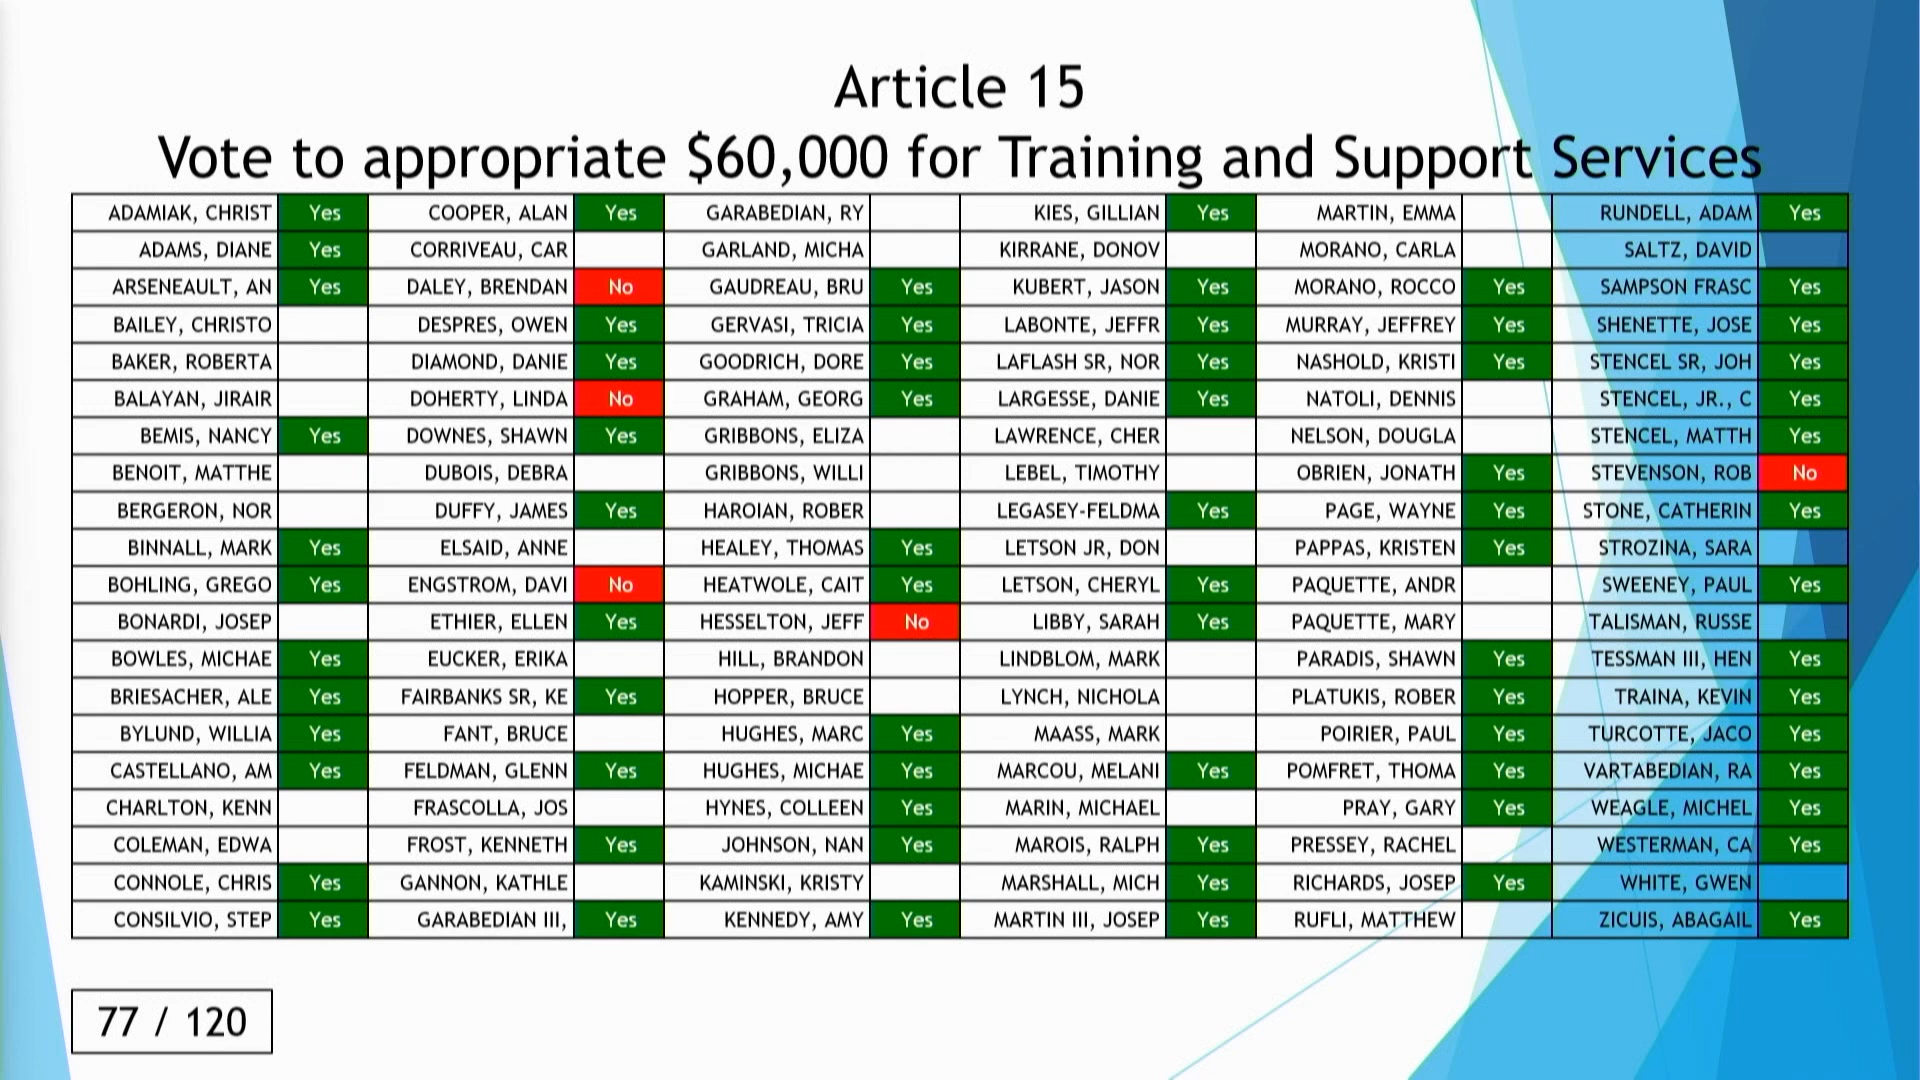 Article 15
Vote to appropriate $60,000 for Training and Support Services
ADAMIAK, CHRIST Yes COOPER, ALAN Yes GARABEDIAN, RY KIES, GILLIAN Yes MARTIN, EMMA RUNDELL, ADAM Yes
ADAMS, DIANE Yes CORRIVEAU, CAR GARLAND, MICHA KIRRANE, DONOV MORANO, CARLA SALTZ, DAVID
ARSENEAULT, AN Yes DALEY, BRENDAN No GAUDREAU, BRU Yes KUBERT, JASON Yes MORANO, ROCCO Yes SAMPSON FRASC Yes
BAILEY, CHRISTO DESPRES, OWEN Yes GERVASI, TRICIA Yes LABONTE, JEFFR Yes MURRAY, JEFFREY Yes SHENETTE, JOSE Yes
BAKER, ROBERTA DIAMOND, DANIE Yes GOODRICH, DORE Yes LAFLASH SR, NOR Yes NASHOLD, KRISTI Yes STENCEL SR, JOH Yes
BALAYAN, JIRAIR DOHERTY, LINDA No GRAHAM, GEORG Yes LARGESSE, DANIE Yes NATOLI, DENNIS STENCEL, JR., C Yes
BEMIS, NANCY Yes DOWNES, SHAWN Yes GRIBBONS, ELIZA LAWRENCE, CHER NELSON, DOUGLA STENCEL, MATTH Yes
BENOIT, MATTHE DUBOIS, DEBRA GRIBBONS, WILLI LEBEL, TIMOTHY OBRIEN, JONATH Yes STEVENSON, ROB No
BERGERON, NOR DUFFY, JAMES Yes HAROIAN, ROBER LEGASEY-FELDMA Yes PAGE, WAYNE Yes STONE, CATHERIN Yes
BINNALL, MARK Yes ELSAID, ANNE HEALEY, THOMAS Yes LETSON JR, DON PAPPAS, KRISTEN Yes STROZINA, SARA
BOHLING, GREGO Yes ENGSTROM, DAVI No HEATWOLE, CAIT Yes LETSON, CHERYL Yes PAQUETTE, ANDR SWEENEY, PAUL Yes
BONARDI, JOSEP ETHIER, ELLEN Yes HESSELTON, JEFF No LIBBY, SARAH Yes PAQUETTE, MARY TALISMAN, RUSSE
BOWLES, MICHAE Yes EUCKER, ERIKA HILL, BRANDON LINDBLOM, MARK PARADIS, SHAWN Yes TESSMAN III, HEN Yes
BRIESACHER, ALE Yes FAIRBANKS SR, KE Yes HOPPER, BRUCE LYNCH, NICHOLA PLATUKIS, ROBER Yes TRAINA, KEVIN Yes
BYLUND, WILLIA Yes FANT, BRUCE HUGHES, MARC Yes MAASS, MARK POIRIER, PAUL Yes TURCOTTE, JACO Yes
CASTELLANO, AM Yes FELDMAN, GLENN Yes HUGHES, MICHAE Yes MARCOU, MELANI Yes POMFRET, THOMA Yes VARTABEDIAN, RA Yes
CHARLTON, KENN FRASCOLLA, JOS HYNES, COLLEEN Yes MARIN, MICHAEL PRAY, GARY Yes WEAGLE, MICHEL Yes
COLEMAN, EDWA FROST, KENNETH Yes JOHNSON, NAN Yes MAROIS, RALPH Yes PRESSEY, RACHEL WESTERMAN, CA Yes
CONNOLE, CHRIS Yes GANNON, KATHLE KAMINSKI, KRISTY MARSHALL, MICH Yes RICHARDS, JOSEP Yes WHITE, GWEN
CONSILVIO, STEP Yes GARABEDIAN III, Yes KENNEDY, AMY Yes MARTIN III, JOSEP Yes RUFLI, MATTHEW ZICUIS, ABAGAIL Yes
77 / 120